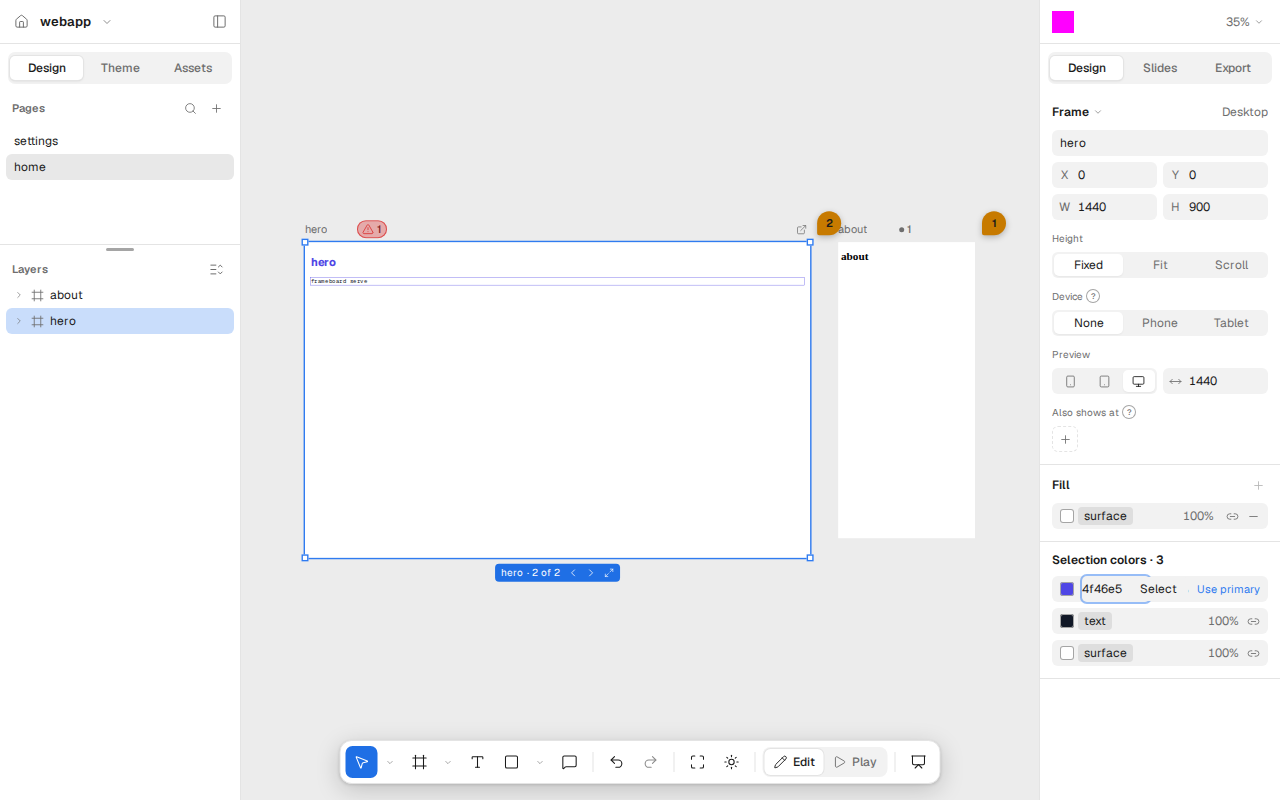 webapp
35%
Design
Theme
Assets
Design
Slides
Export
Pages
settings
home
Layers
about
hero
hero
1
2
about
1
1
hero
frameboard serve
about
hero · 2 of 2
Edit
Play
Frame
Desktop
hero
X 0
Y 0
W 1440
H 900
Height
Fixed
Fit
Scroll
Device ?
None
Phone
Tablet
Preview
1440
Also shows at ?
Fill
surface 100%
Selection colors · 3
4f46e5 Select Use primary
text 100%
surface 100%